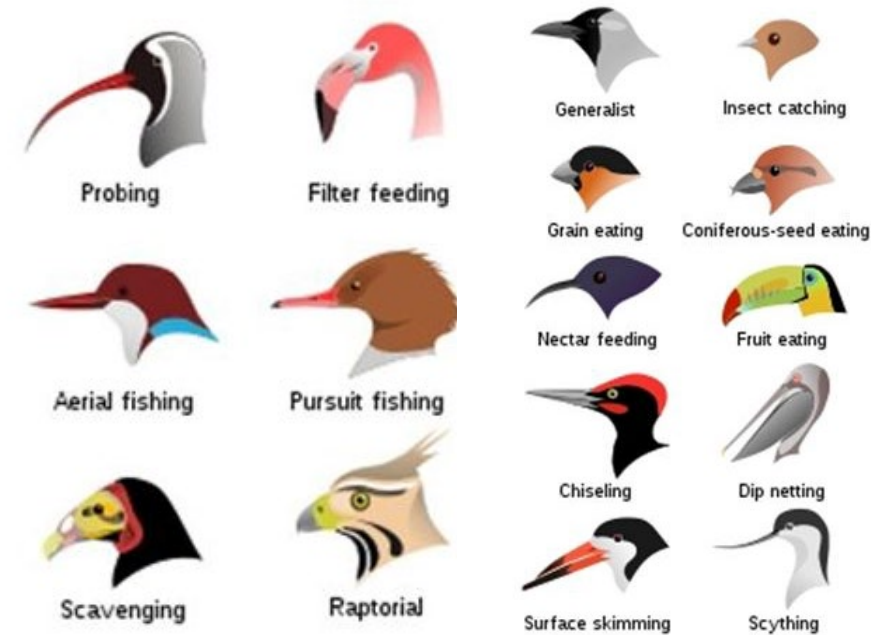 Probing
Filter feeding
Aerial fishing
Pursuit fishing
Scavenging
Raptorial
Generalist
Insect catching
Grain eating
Coniferous-seed eating
Nectar feeding
Fruit eating
Chiseling
Dip netting
Surface skimming
Scything